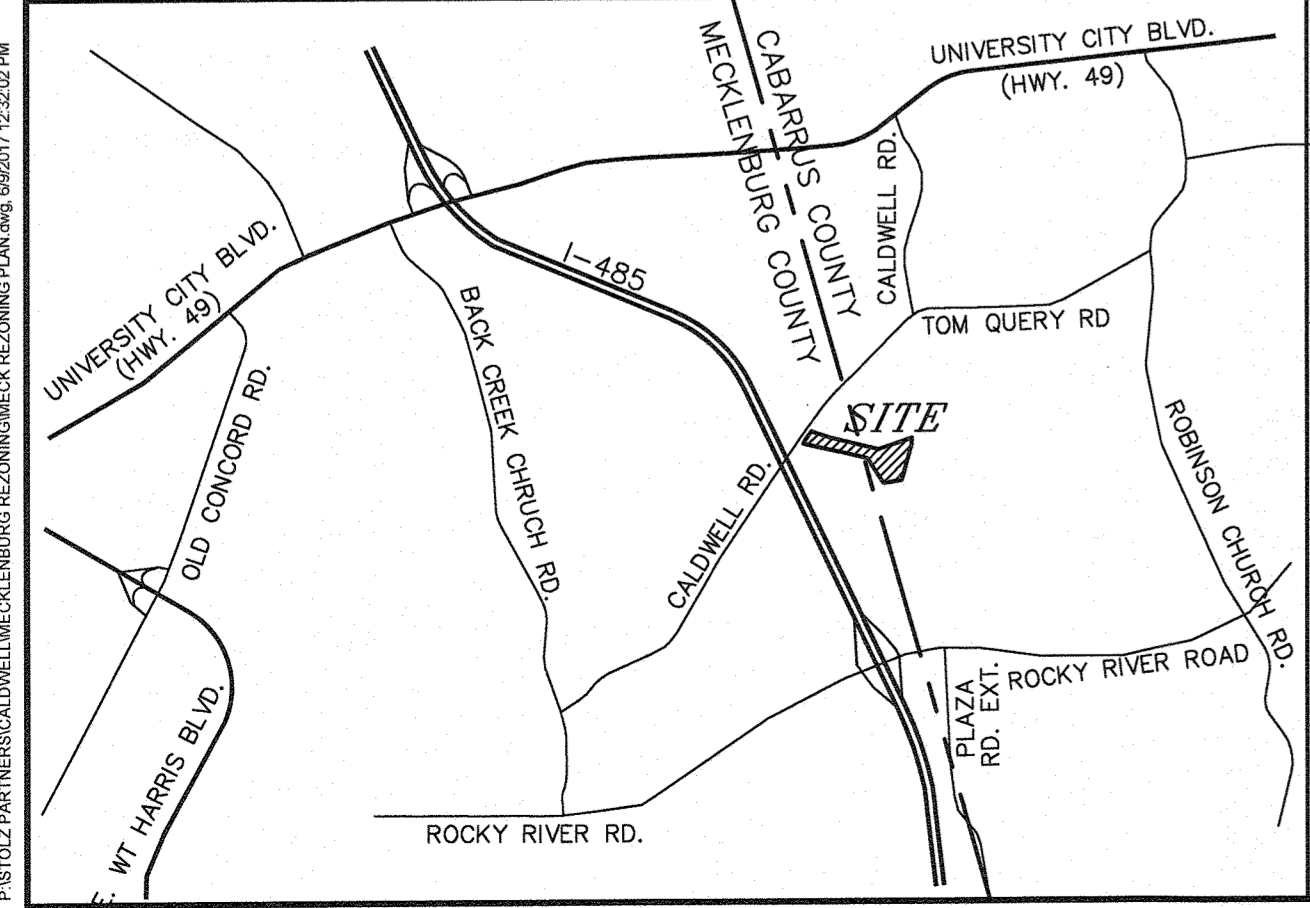 P:\STOLZ PARTNERS\CALDWELL\MECKLENBURG REZONING\MECK REZONING PLAN.dwg, 6/9/2017 12:32:02 PM
UNIVERSITY CITY BLVD.
(HWY. 49)
CABARRUS COUNTY
MECKLENBURG COUNTY
CALDWELL RD.
I-485
UNIVERSITY CITY BLVD.
(HWY. 49)
BACK CREEK CHRUCH RD.
TOM QUERY RD
OLD CONCORD RD.
SITE
ROBINSON CHURCH RD.
CALDWELL RD.
ROCKY RIVER ROAD
PLAZA
RD. EXT.
E. WT HARRIS BLVD.
ROCKY RIVER RD.